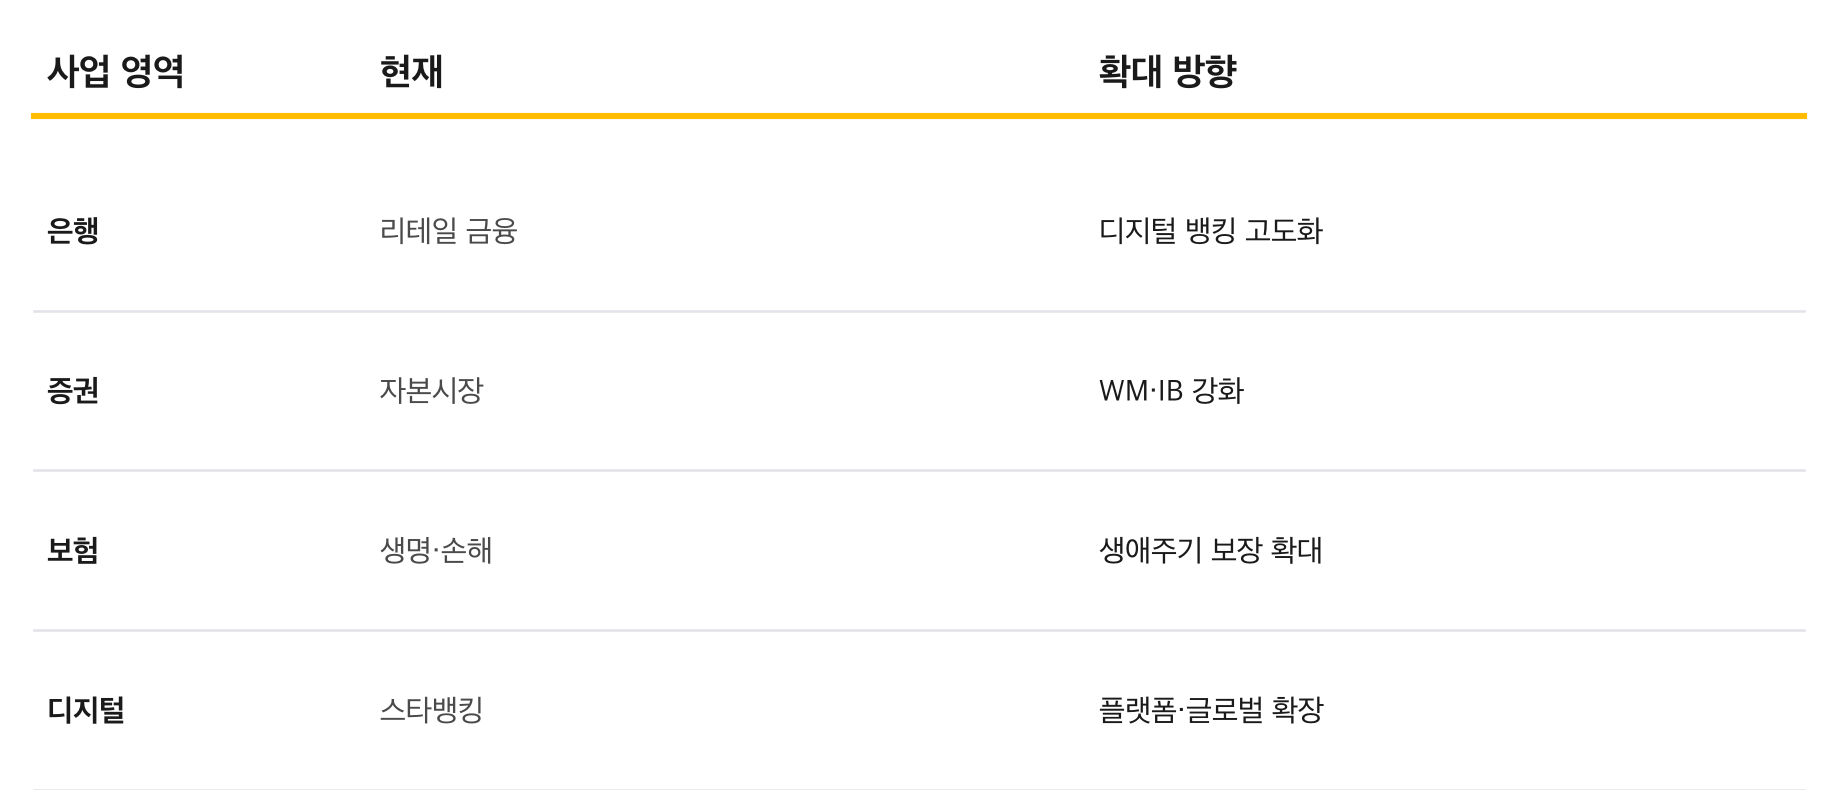 사업 영역 현재 확대 방향
은행 리테일 금융 디지털 뱅킹 고도화
증권 자본시장 WM·IB 강화
보험 생명·손해 생애주기 보장 확대
디지털 스타뱅킹 플랫폼·글로벌 확장